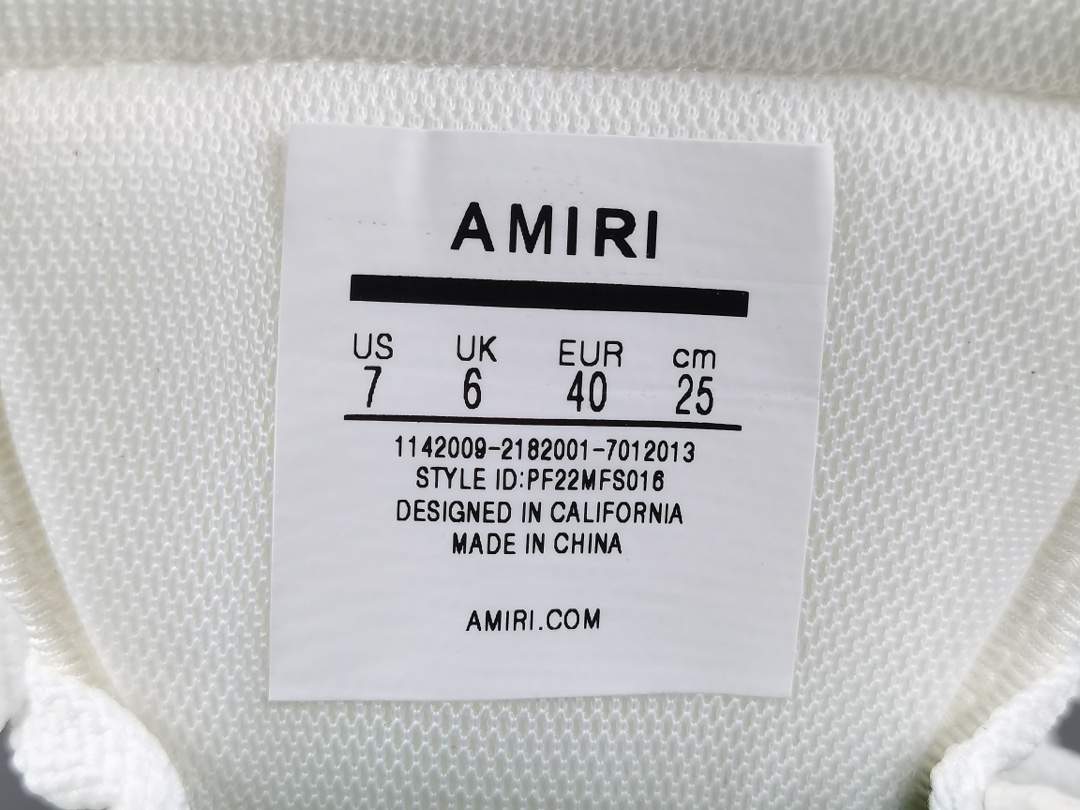 AMIRI
US UK EUR cm
7 6 40 25
1142009-2182001-7012013
STYLE ID:PF22MFS016
DESIGNED IN CALIFORNIA
MADE IN CHINA
AMIRI.COM